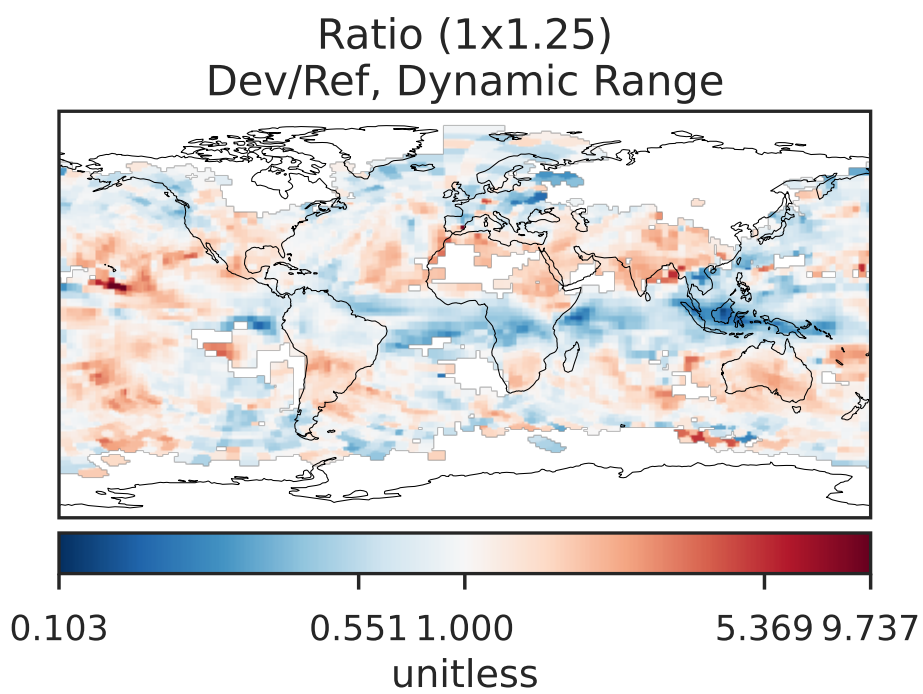 Ratio (1x1.25)
Dev/Ref, Dynamic Range
0.103 0.551 1.000 5.369 9.737
unitless